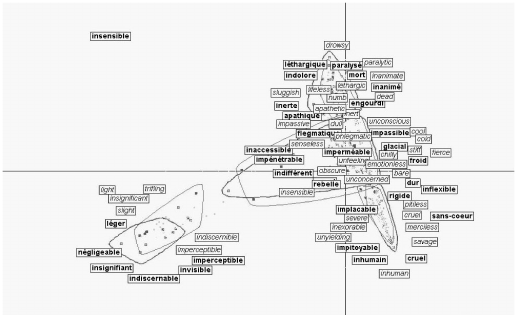 insensible
drowsy
léthargique paralysé paralytic
indolore mort inanimate
sluggish lifeless lethargic inanimé
numb dead
inerte apathetic engourdi
apathique inert
impassive dull unconscious
flegmatique phlegmatic impassible cool
senseless cold
inaccessible imperméable glacial stiff fierce
chilly
impénétrable unfeeling froid
emotionless
indifférent obscure bare
unconcerned
tight trifling rebelle dur
insensible inflexible
insignificant rigide
slight pitiless
implacable
léger severe cruel sans-coeur
inexorable merciless
indiscernible unyielding savage
négligeable imperceptible impitoyable
imperceptible inhumain cruel
insignifiant invisible
indiscernable inhuman